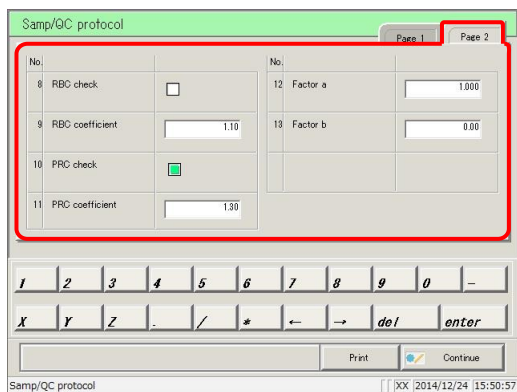 Samp/QC protocol
Page 1 Page 2
No. No.
8 RBC check 12 Factor a 1.000
9 RBC coefficient 1.10 13 Factor b 0.00
10 PRC check
11 PRC coefficient 1.30
1 2 3 4 5 6 7 8 9 0 -
X Y Z . / * ← → del enter
Print Continue
Samp/QC protocol XX 2014/12/24 15:50:57